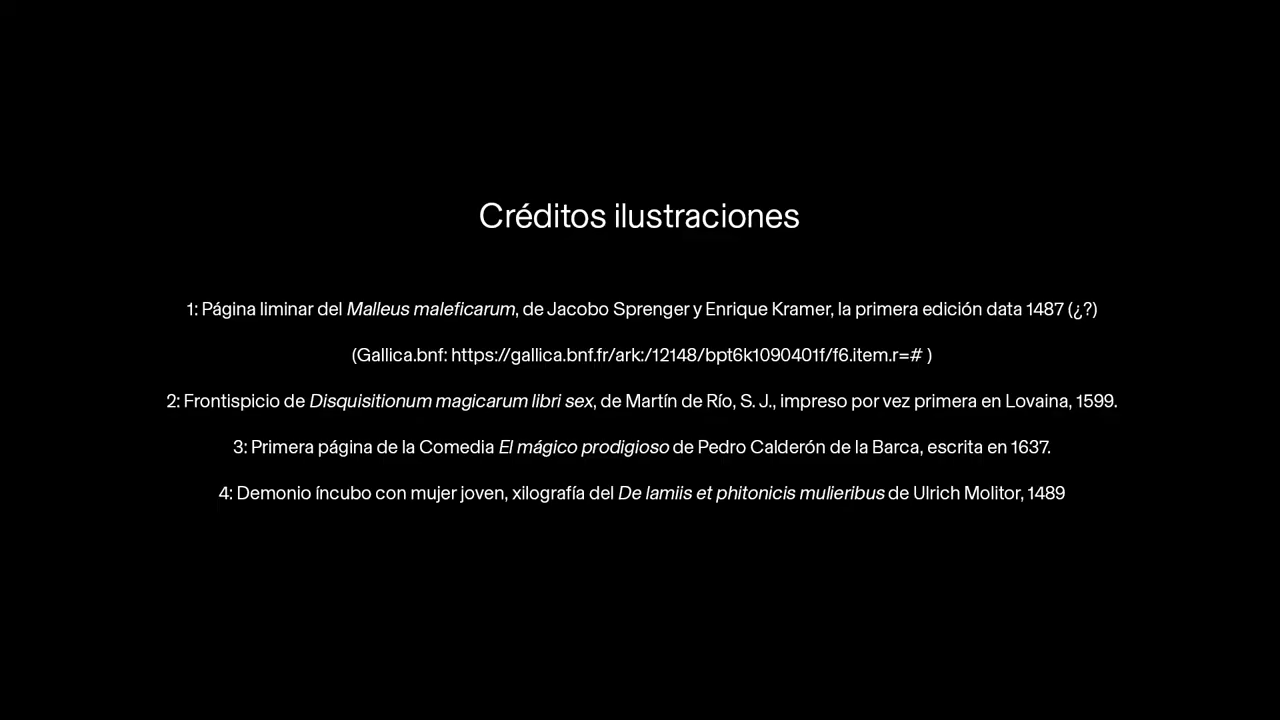 Créditos ilustraciones
1: Página liminar del Malleus maleficarum, de Jacobo Sprenger y Enrique Kramer, la primera edición data 1487 (¿?)
(Gallica.bnf: https://gallica.bnf.fr/ark:/12148/bpt6k1090401f/f6.item.r=# )
2: Frontispicio de Disquisitionum magicarum libri sex, de Martín de Río, S. J., impreso por vez primera en Lovaina, 1599.
3: Primera página de la Comedia El mágico prodigioso de Pedro Calderón de la Barca, escrita en 1637.
4: Demonio íncubo con mujer joven, xilografía del De lamiis et phitonicis mulieribus de Ulrich Molitor, 1489